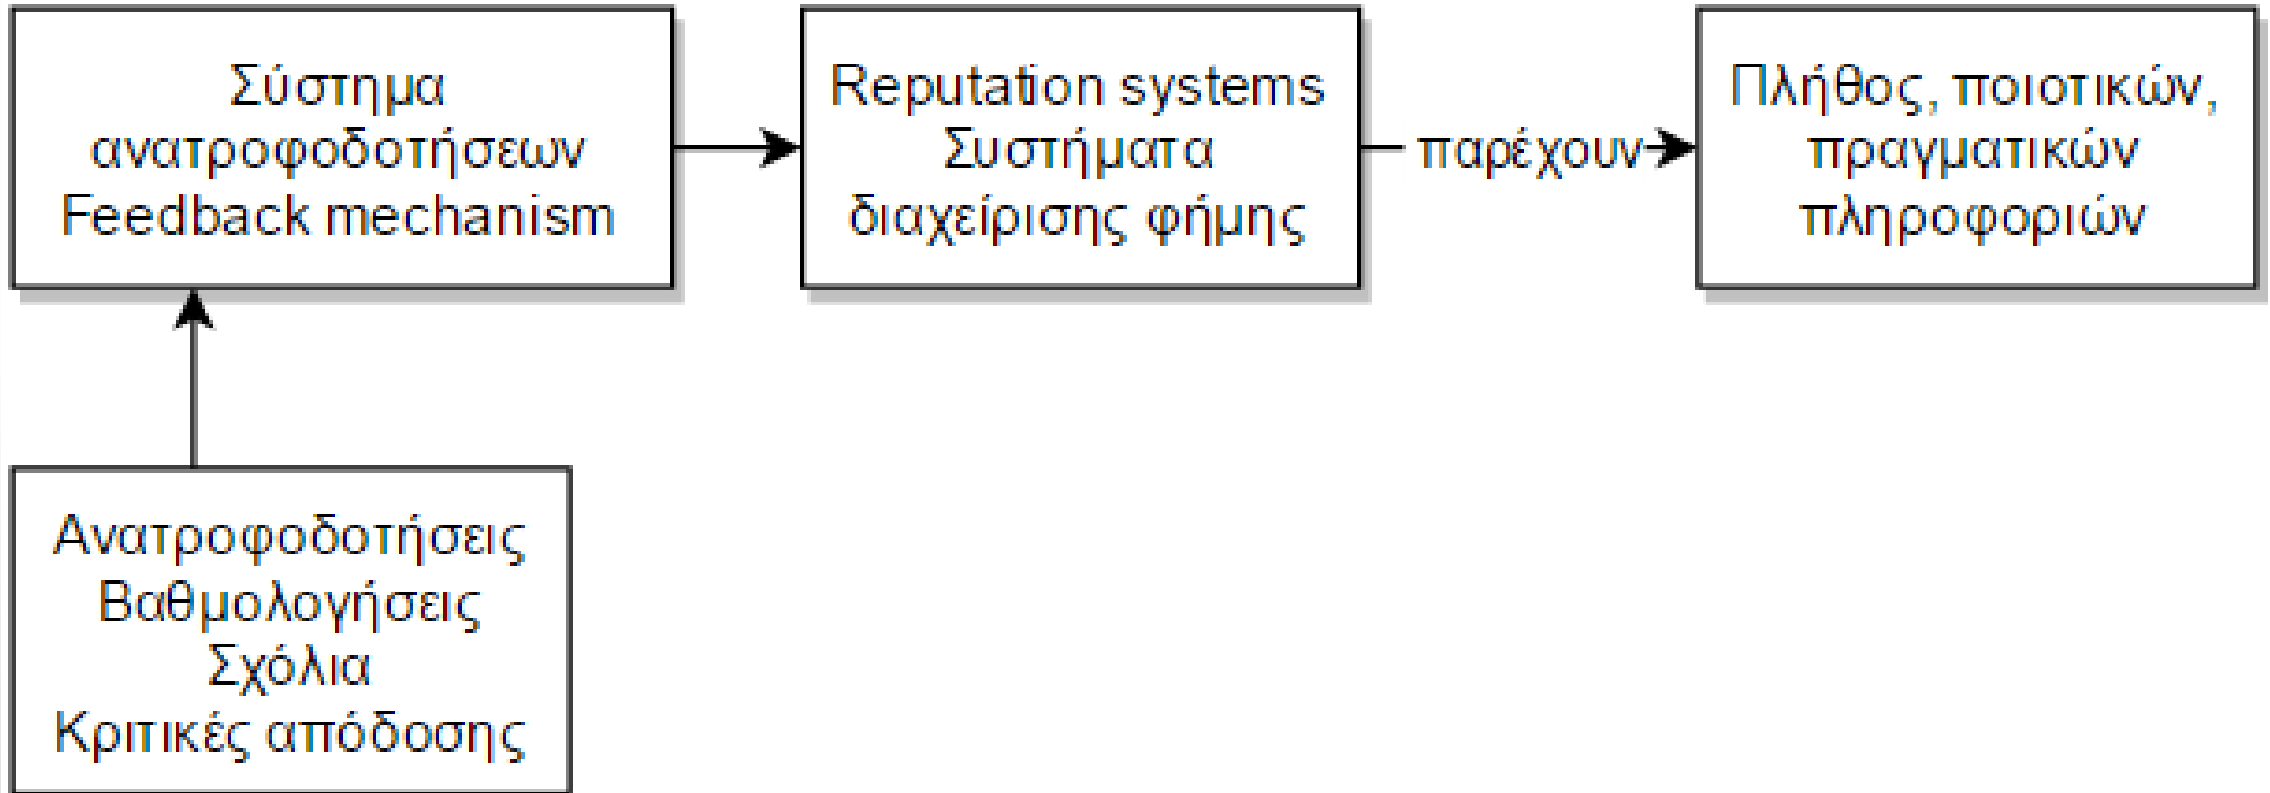 Σύστημα
ανατροφοδοτήσεων
Feedback mechanism
Reputation systems
Συστήματα
διαχείρισης φήμης
παρέχουν
Πλήθος, ποιοτικών,
πραγματικών
πληροφοριών
Ανατροφοδοτήσεις
Βαθμολογήσεις
Σχόλια
Κριτικές απόδοσης